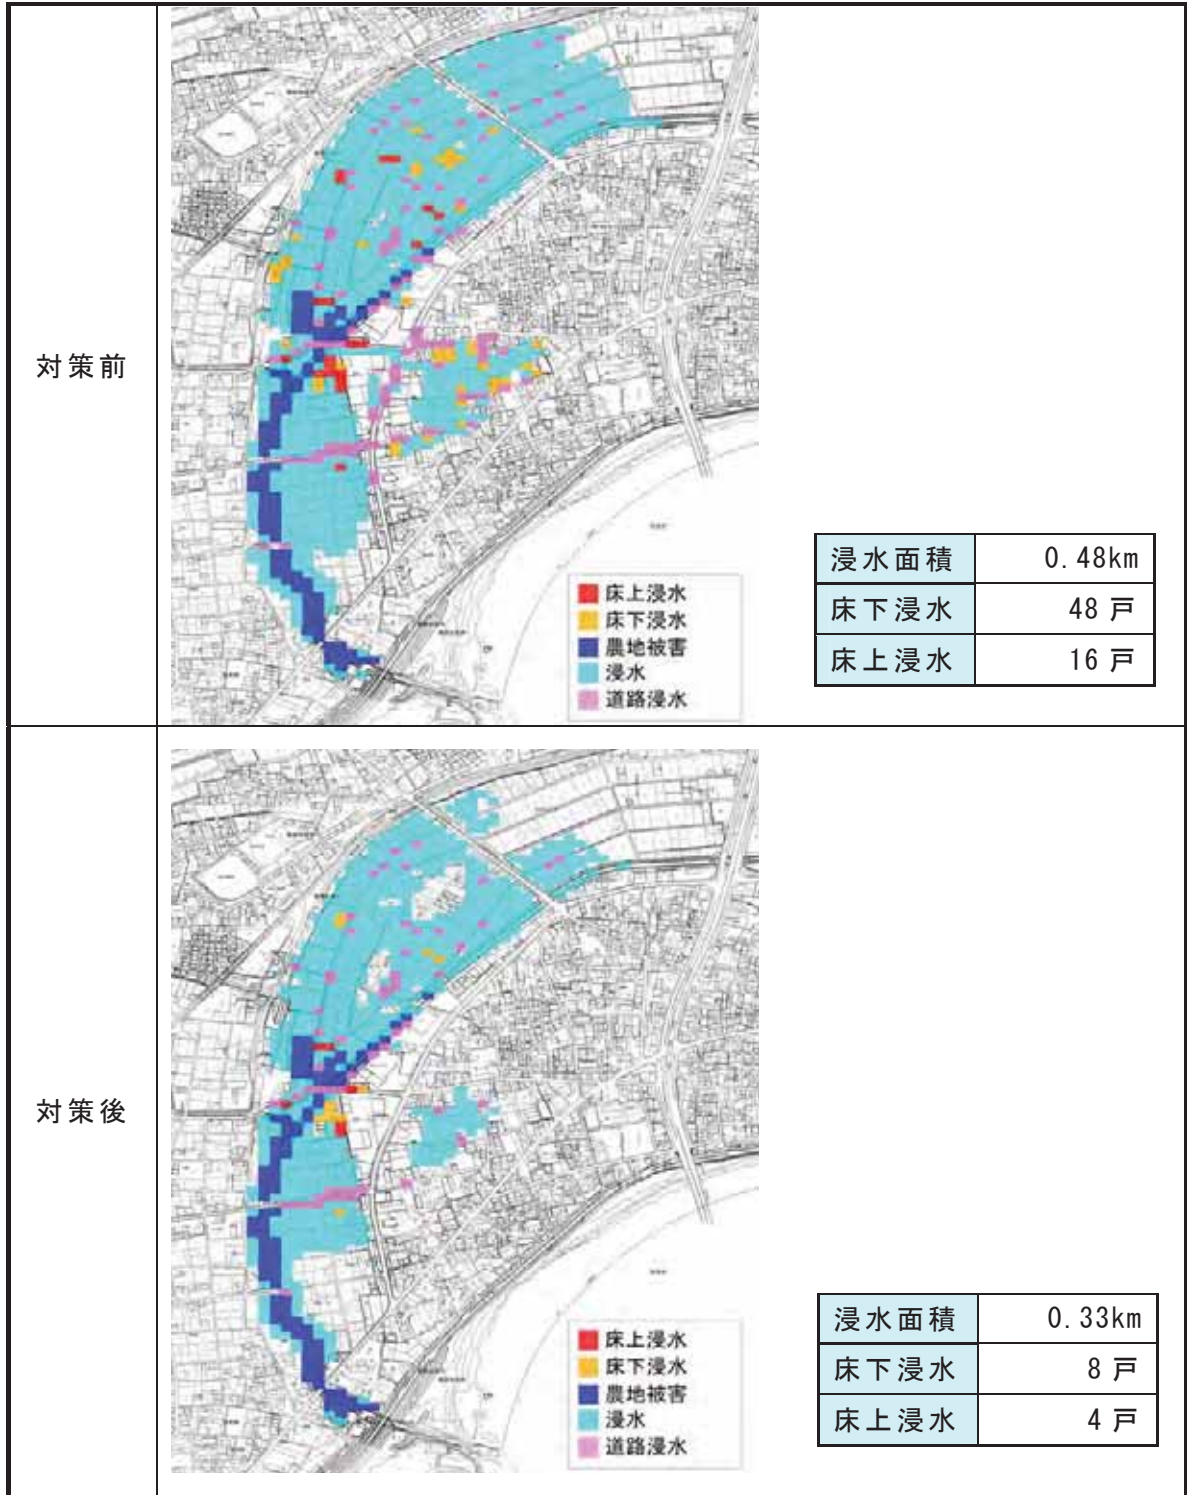 対策前
床上浸水
床下浸水
農地被害
浸水
道路浸水
浸水面積 0.48km
床下浸水 48 戸
床上浸水 16 戸
対策後
床上浸水
床下浸水
農地被害
浸水
道路浸水
浸水面積 0.33km
床下浸水 8 戸
床上浸水 4 戸